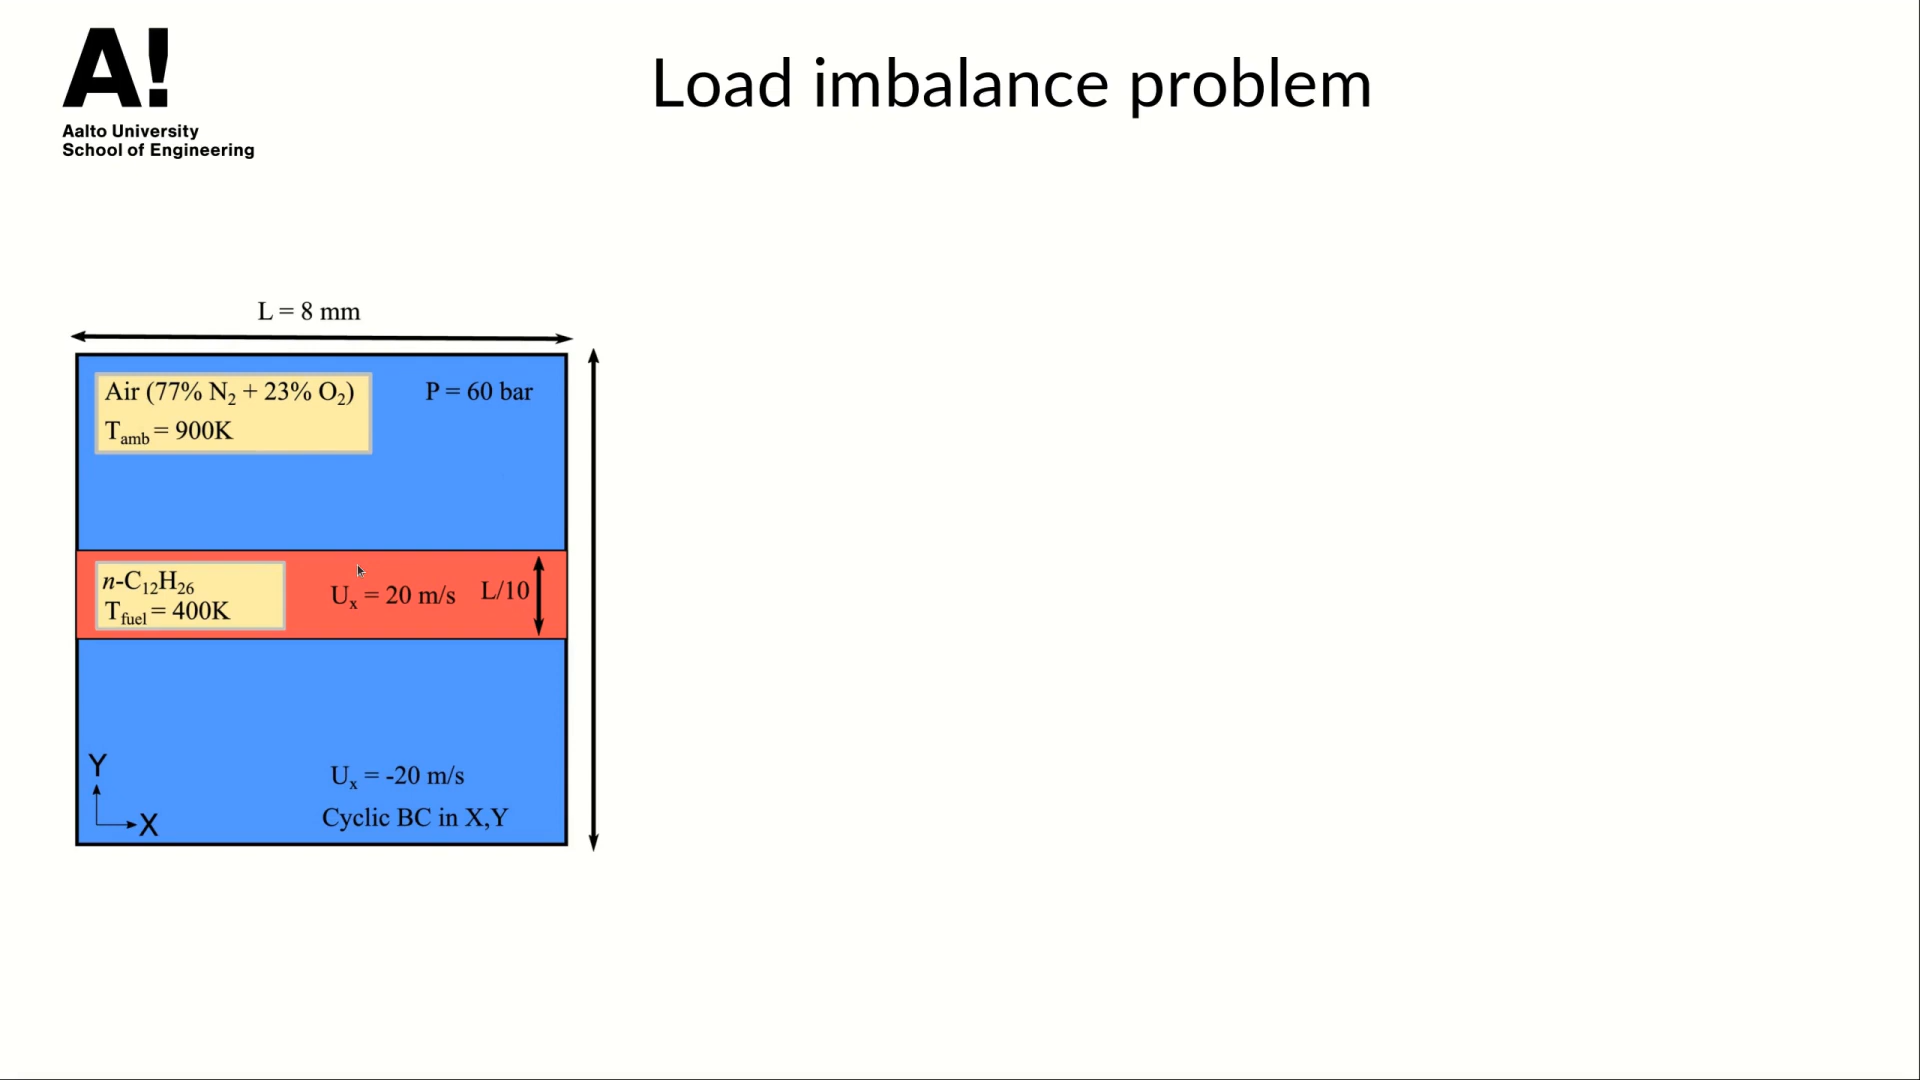 A!
Aalto University
School of Engineering
Load imbalance problem
L = 8 mm
Air (77% N₂ + 23% O₂)
P = 60 bar
Tamb = 900K
n-C₁₂H₂₆
Tfuel = 400K
Uₓ = 20 m/s
L/10
Y
X
Uₓ = -20 m/s
Cyclic BC in X,Y